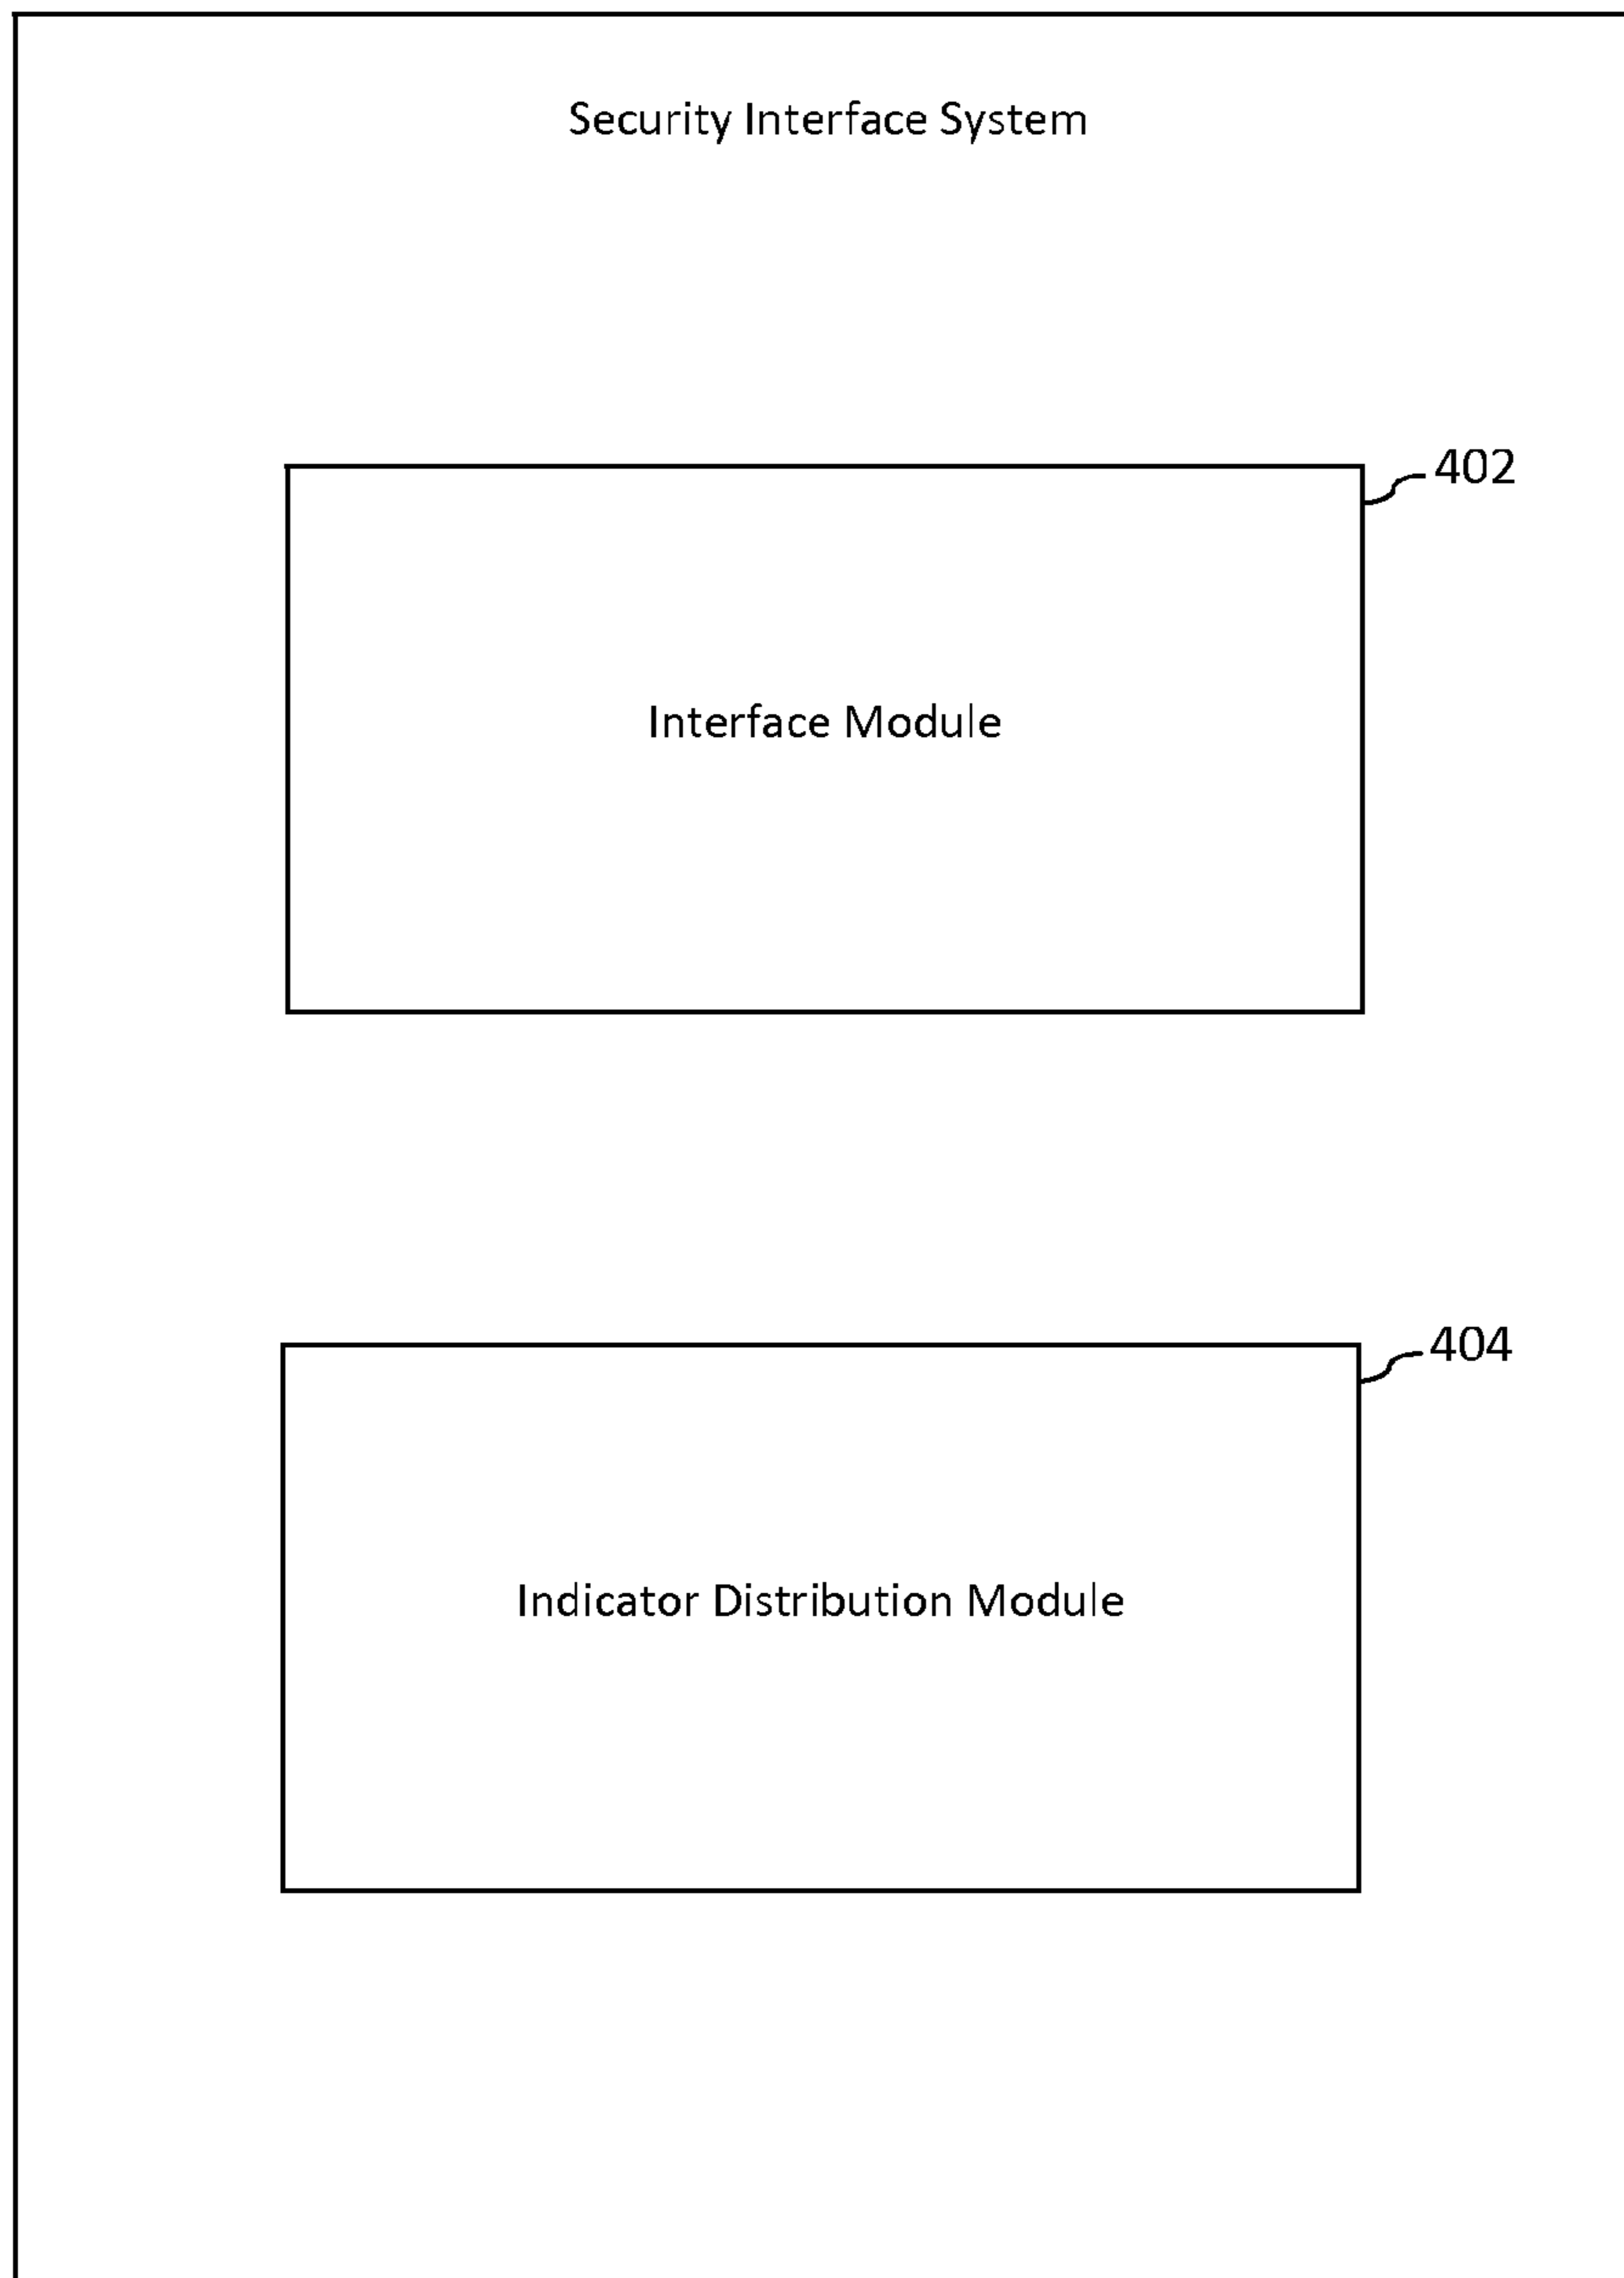 Security Interface System
402
Interface Module
404
Indicator Distribution Module